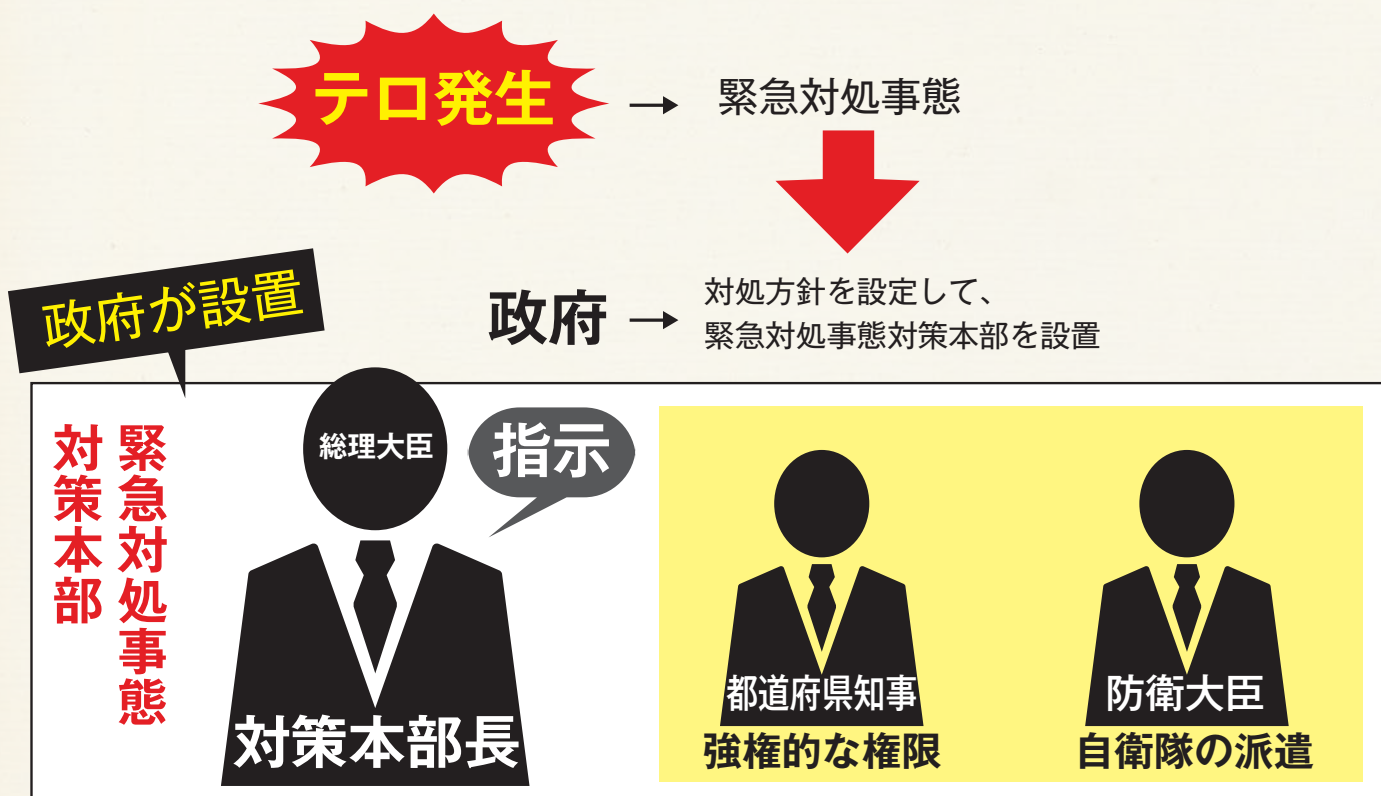 テロ発生
→
緊急対処事態
政府
→
対処方針を設定して、
緊急対処事態対策本部を設置
政府が設置
緊急対処事態
対策本部
総理大臣
対策本部長
指示
都道府県知事
強権的な権限
防衛大臣
自衛隊の派遣